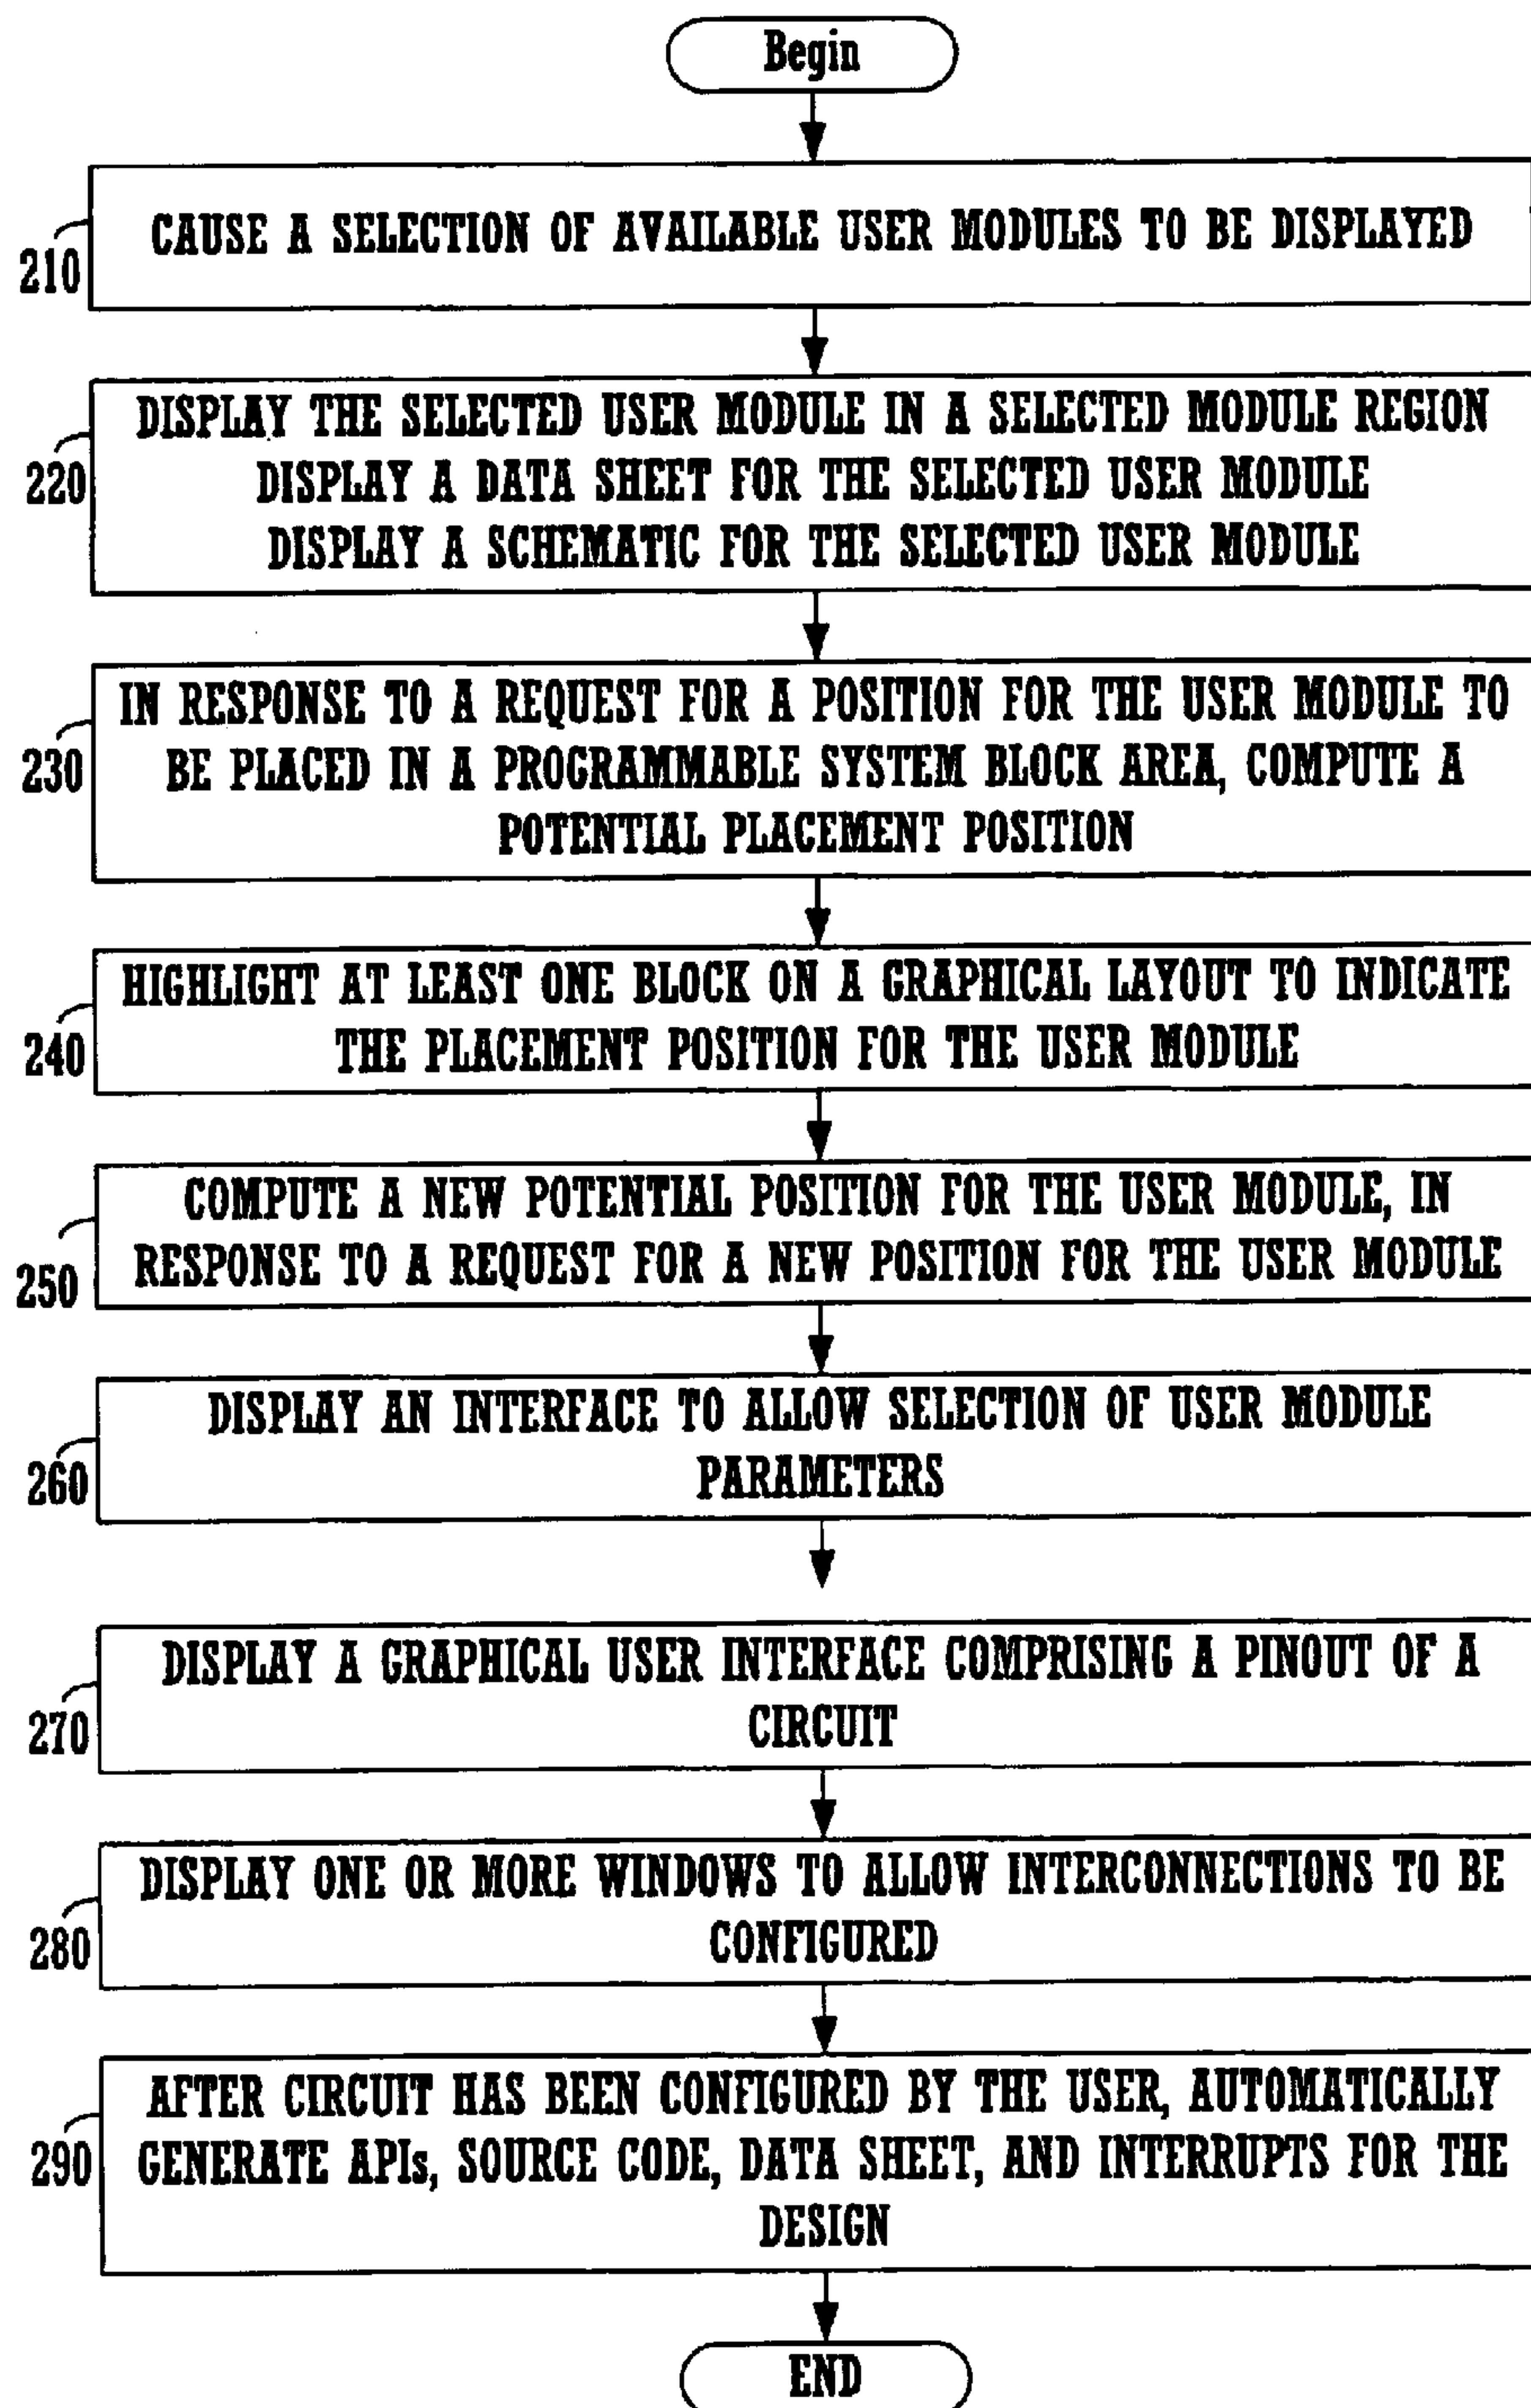 Begin
210
CAUSE A SELECTION OF AVAILABLE USER MODULES TO BE DISPLAYED
220
DISPLAY THE SELECTED USER MODULE IN A SELECTED MODULE REGION
DISPLAY A DATA SHEET FOR THE SELECTED USER MODULE
DISPLAY A SCHEMATIC FOR THE SELECTED USER MODULE
230
IN RESPONSE TO A REQUEST FOR A POSITION FOR THE USER MODULE TO
BE PLACED IN A PROGRAMMABLE SYSTEM BLOCK AREA, COMPUTE A
POTENTIAL PLACEMENT POSITION
240
HIGHLIGHT AT LEAST ONE BLOCK ON A GRAPHICAL LAYOUT TO INDICATE
THE PLACEMENT POSITION FOR THE USER MODULE
250
COMPUTE A NEW POTENTIAL POSITION FOR THE USER MODULE, IN
RESPONSE TO A REQUEST FOR A NEW POSITION FOR THE USER MODULE
260
DISPLAY AN INTERFACE TO ALLOW SELECTION OF USER MODULE
PARAMETERS
270
DISPLAY A GRAPHICAL USER INTERFACE COMPRISING A PINOUT OF A
CIRCUIT
280
DISPLAY ONE OR MORE WINDOWS TO ALLOW INTERCONNECTIONS TO BE
CONFIGURED
290
AFTER CIRCUIT HAS BEEN CONFIGURED BY THE USER, AUTOMATICALLY
GENERATE APIs, SOURCE CODE, DATA SHEET, AND INTERRUPTS FOR THE
DESIGN
END